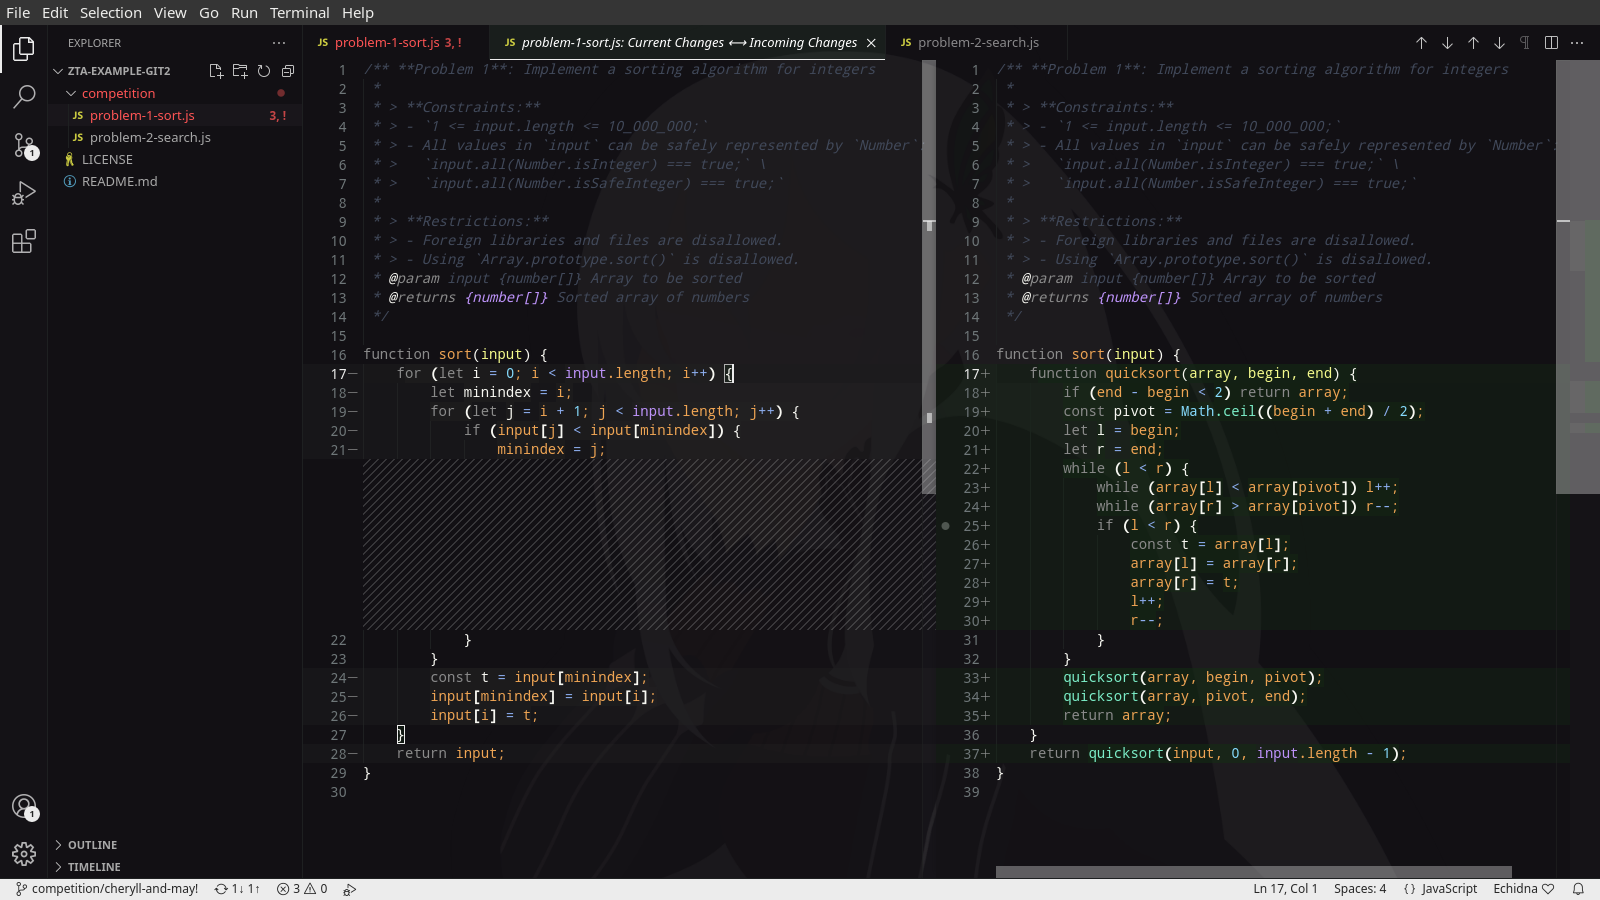 File Edit Selection View Go Run Terminal Help
EXPLORER ···
JS problem-1-sort.js 3, !
JS problem-1-sort.js: Current Changes ⟷ Incoming Changes ×
JS problem-2-search.js
ZTA-EXAMPLE-GIT2
competition
JS problem-1-sort.js 3, !
JS problem-2-search.js
LICENSE
README.md
1
1
OUTLINE
TIMELINE
1 /** **Problem 1**: Implement a sorting algorithm for integers
2  *
3  * > **Constraints:**
4  * > - `1 <= input.length <= 10_000_000;`
5  * > - All values in `input` can be safely represented by `Number`:
6  * >   `input.all(Number.isInteger) === true;` \
7  * >   `input.all(Number.isSafeInteger) === true;`
8  *
9  * > **Restrictions:**
10  * > - Foreign libraries and files are disallowed.
11  * > - Using `Array.prototype.sort()` is disallowed.
12  * @param input {number[]} Array to be sorted
13  * @returns {number[]} Sorted array of numbers
14  */
15
16 function sort(input) {
17−     for (let i = 0; i < input.length; i++) {
18−         let minindex = i;
19−         for (let j = i + 1; j < input.length; j++) {
20−             if (input[j] < input[minindex]) {
21−                 minindex = j;
22             }
23         }
24−         const t = input[minindex];
25−         input[minindex] = input[i];
26−         input[i] = t;
27     }
28−     return input;
29 }
30
1 /** **Problem 1**: Implement a sorting algorithm for integers
2  *
3  * > **Constraints:**
4  * > - `1 <= input.length <= 10_000_000;`
5  * > - All values in `input` can be safely represented by `Number`:
6  * >   `input.all(Number.isInteger) === true;` \
7  * >   `input.all(Number.isSafeInteger) === true;`
8  *
9  * > **Restrictions:**
10  * > - Foreign libraries and files are disallowed.
11  * > - Using `Array.prototype.sort()` is disallowed.
12  * @param input {number[]} Array to be sorted
13  * @returns {number[]} Sorted array of numbers
14  */
15
16 function sort(input) {
17+     function quicksort(array, begin, end) {
18+         if (end - begin < 2) return array;
19+         const pivot = Math.ceil((begin + end) / 2);
20+         let l = begin;
21+         let r = end;
22+         while (l < r) {
23+             while (array[l] < array[pivot]) l++;
24+             while (array[r] > array[pivot]) r--;
25+             if (l < r) {
26+                 const t = array[l];
27+                 array[l] = array[r];
28+                 array[r] = t;
29+                 l++;
30+                 r--;
31             }
32         }
33+         quicksort(array, begin, pivot);
34+         quicksort(array, pivot, end);
35+         return array;
36     }
37+     return quicksort(input, 0, input.length - 1);
38 }
39
competition/cheryll-and-may! 1↓ 1↑ 3 0
Ln 17, Col 1 Spaces: 4 {} JavaScript Echidna ♡